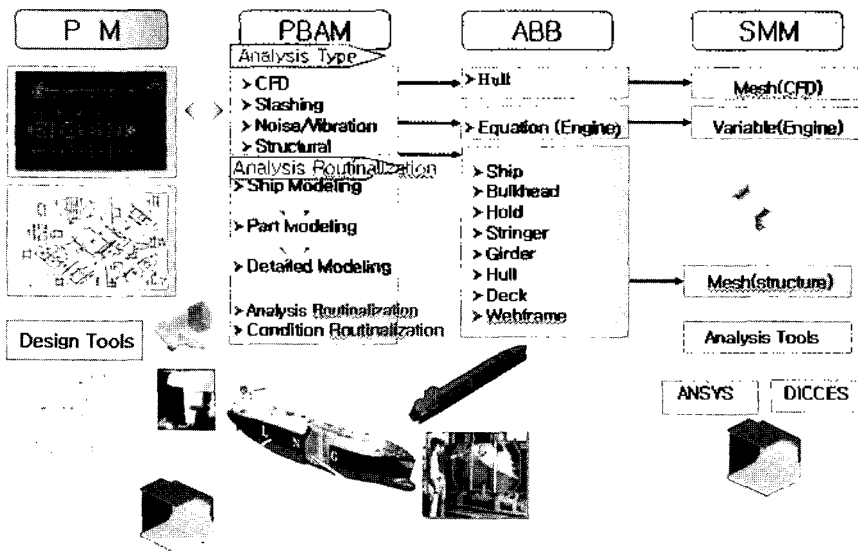 P M
PBAM
ABB
SMM
Analysis Type
➢ CFD
➢ Slashing
➢ Noise/Vibration
➢ Structural
Analysis Routinalization
➢ Ship Modeling
➢ Part Modeling
➢ Detailed Modeling
➢ Analysis Routinalization
➢ Condition Routinalization
➢ Hull
➢ Equation (Engine)
➢ Ship
➢ Bulkhead
➢ Hold
➢ Stringer
➢ Girder
➢ Hull
➢ Deck
➢ Webframe
Mesh(CFD)
Variable(Engine)
Mesh(structure)
Design Tools
Analysis Tools
ANSYS
DICCES
L N G